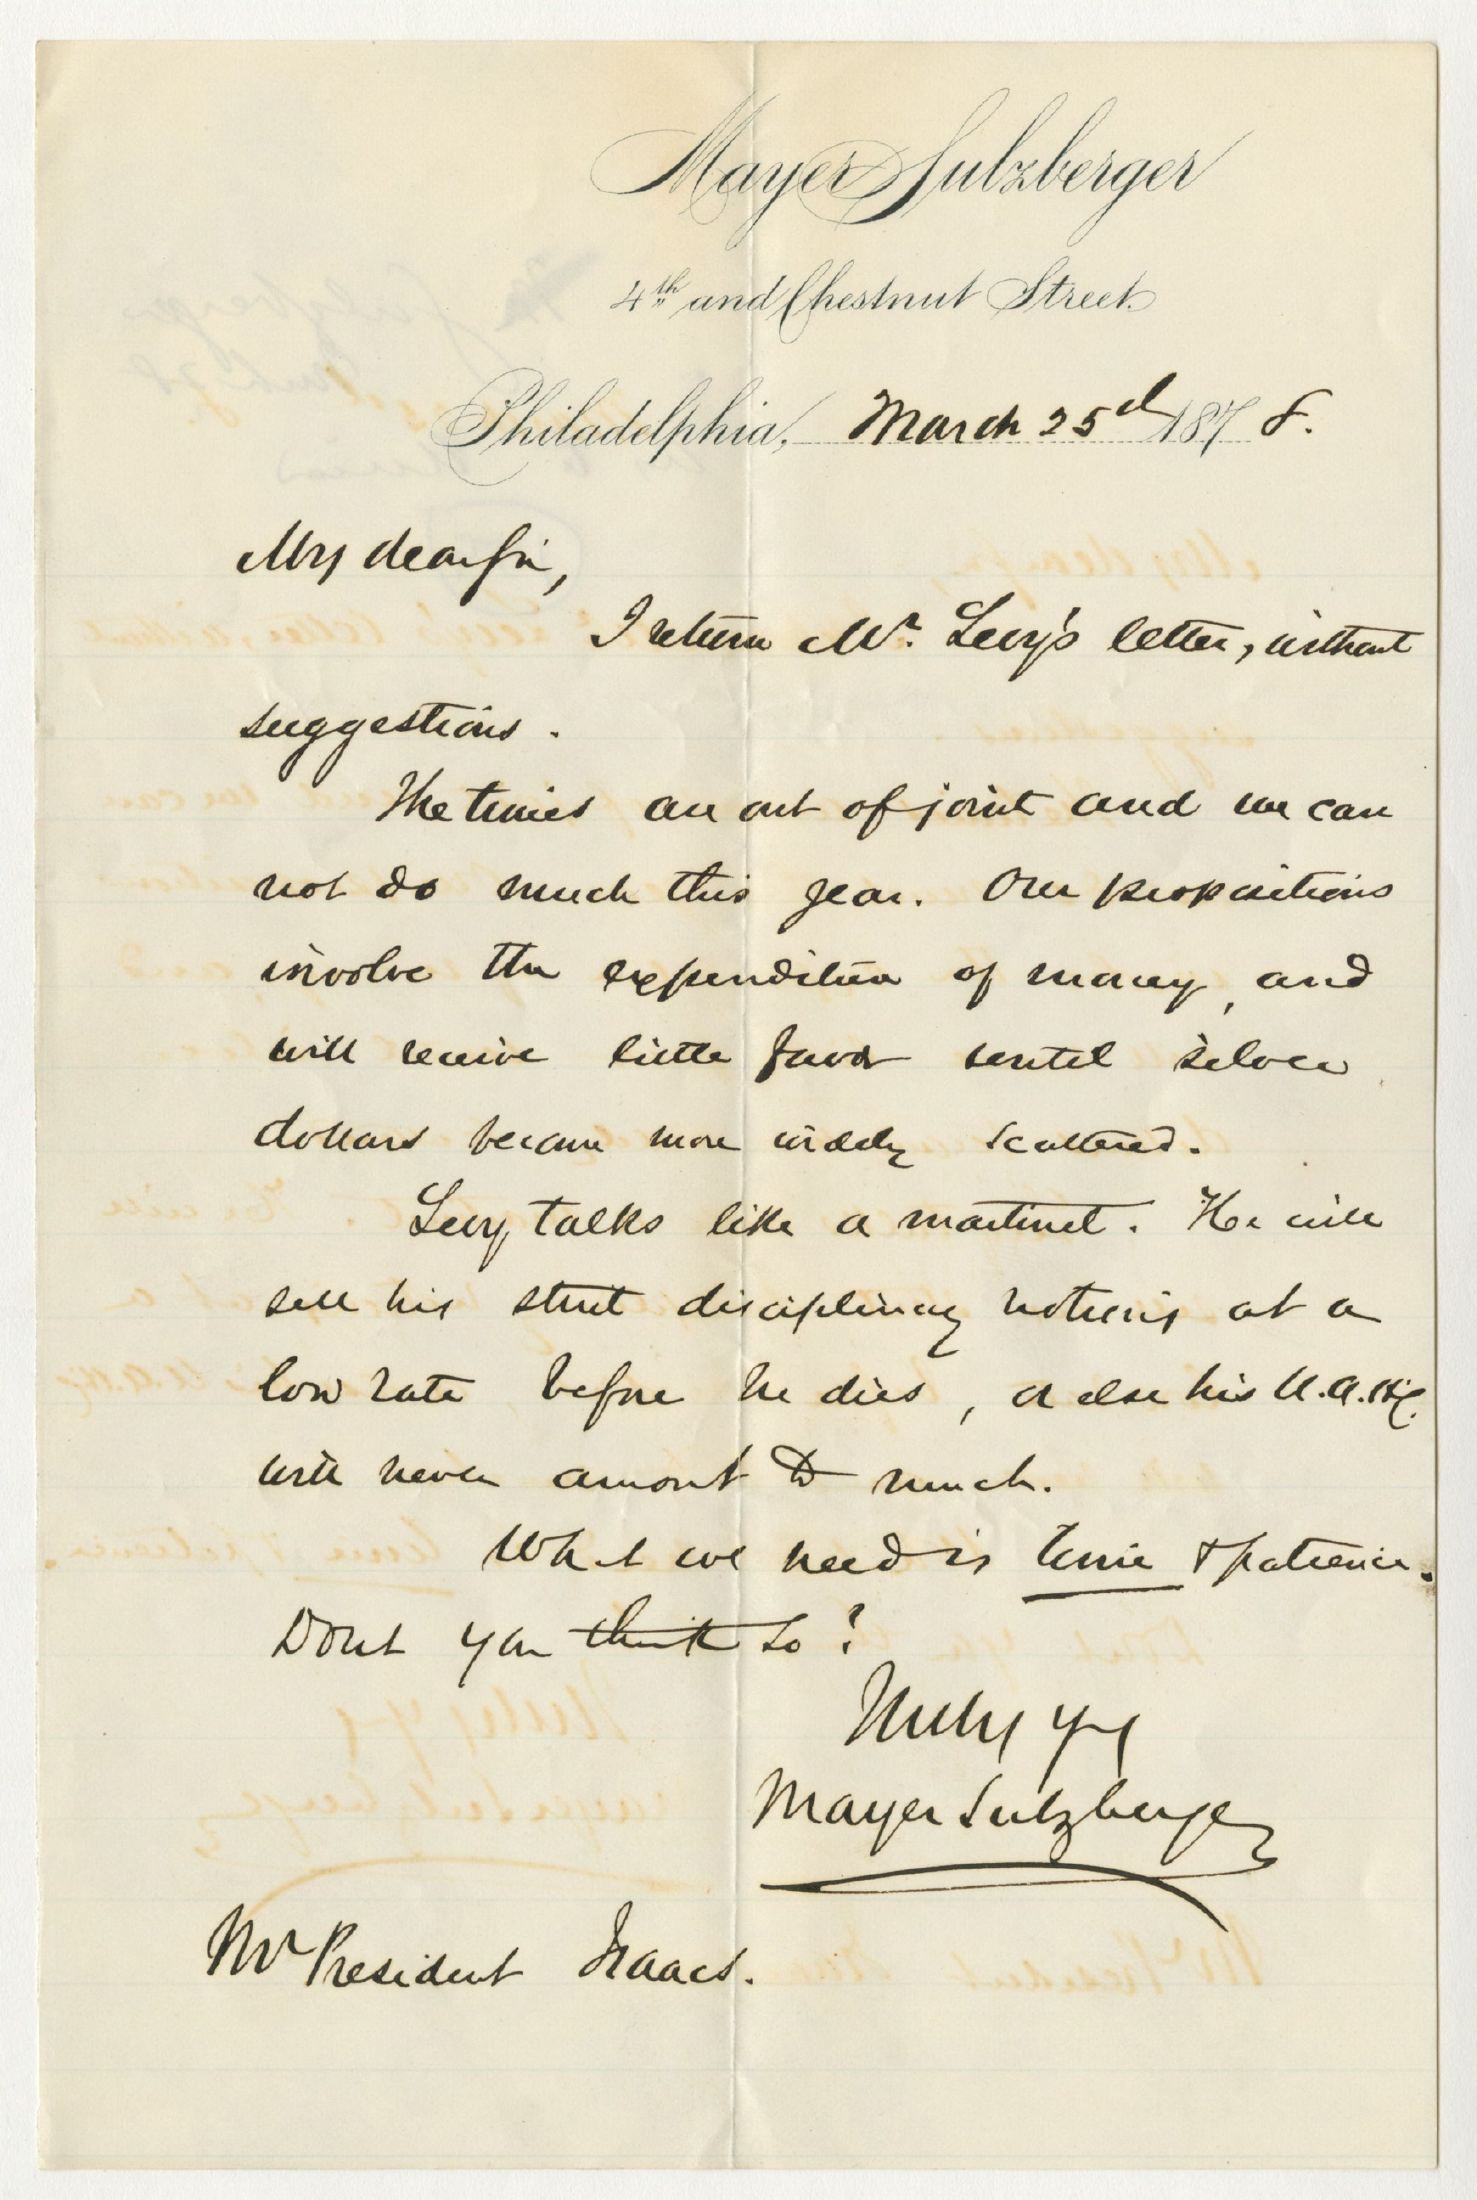 Mayer Sulzberger
4th and Chestnut Street.
Philadelphia, March 25d 1878.
My dear Sir,
I return Mr. Levy's letter, without
suggestions.
The times are out of joint and we can
not do much this year. Our propositions
involve the expenditure of money, and
will receive little favor until silver
dollars become more widely scattered.
Levy talks like a martinet. He will
sell his strict disciplinary notions at a
low rate before he dies, or else his U.A.H.C.
will never amount to much.
What we need is time & patience.
Dont you think so?
Truly yrs
Mayer Sulzberger
Mr President Isaacs.